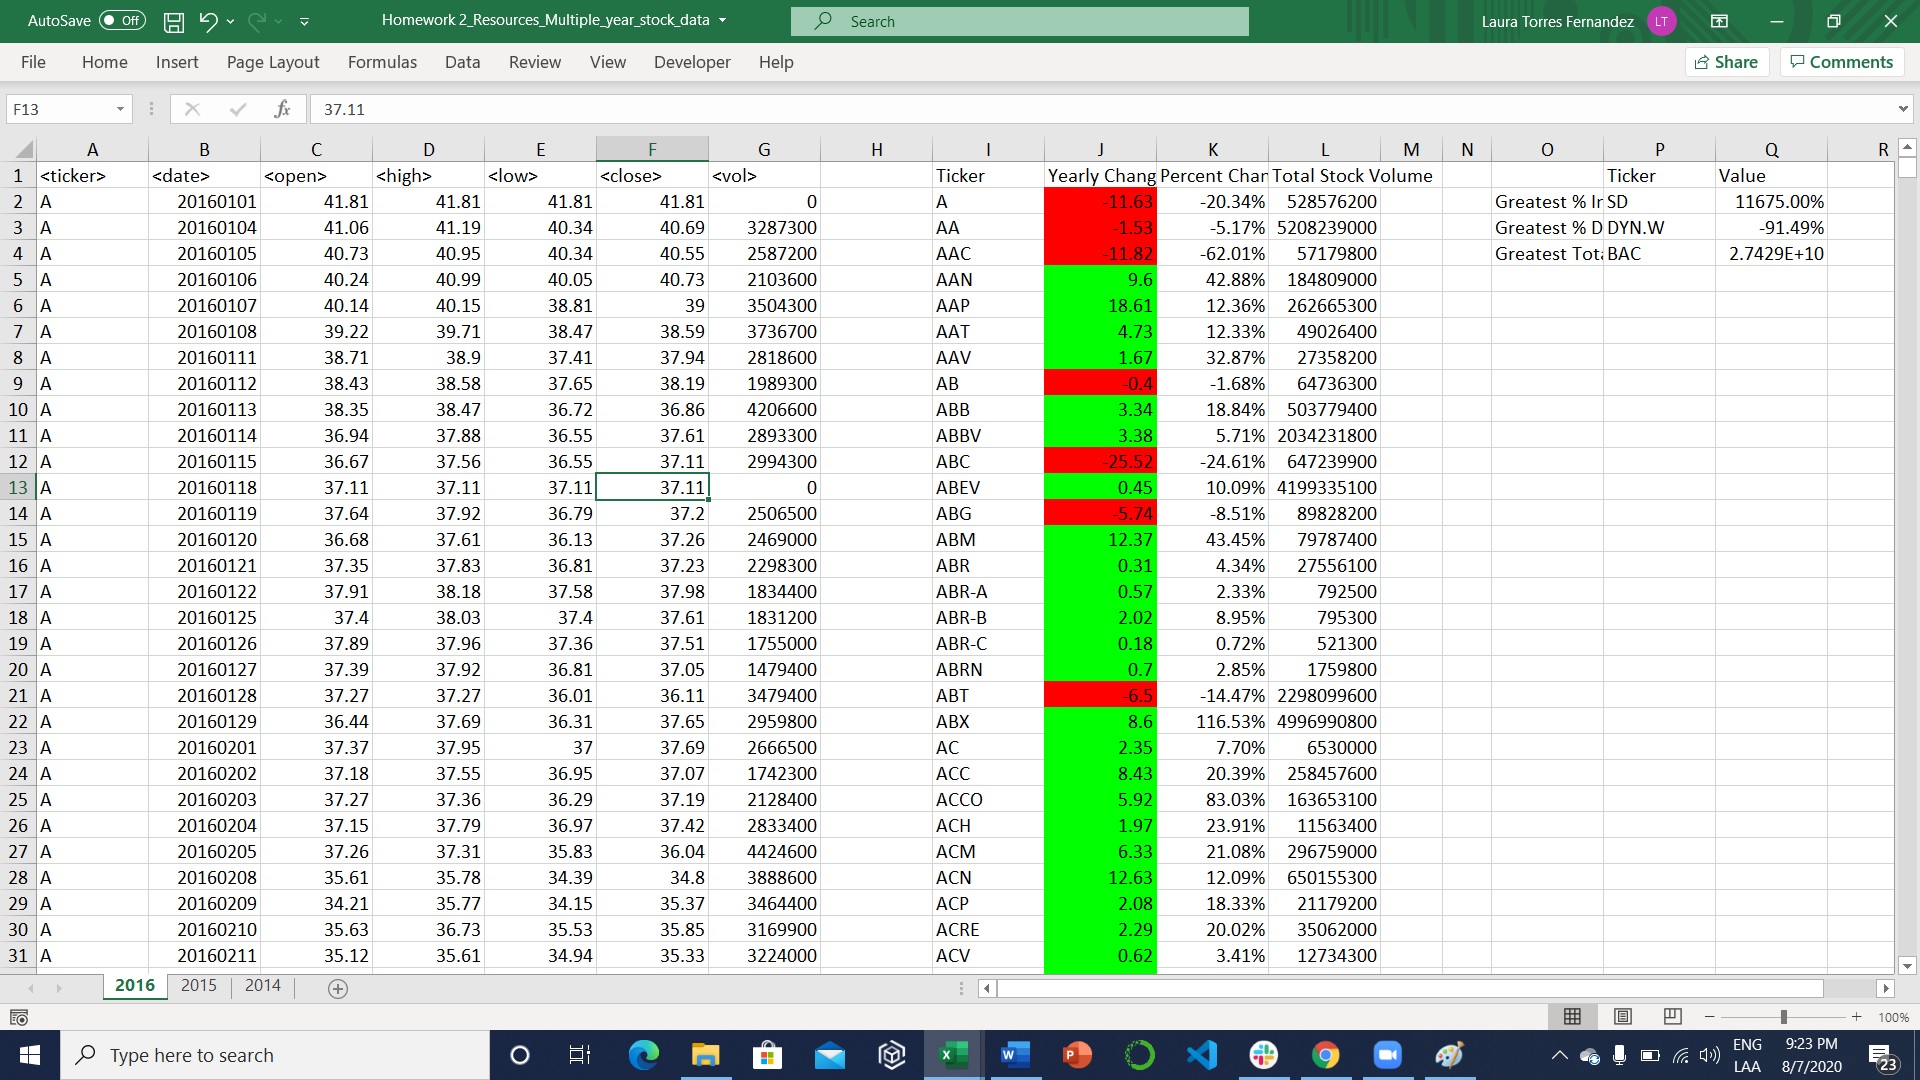 AutoSave Off Homework 2_Resources_Multiple_year_stock_data Search Laura Torres Fernandez LT
File Home Insert Page Layout Formulas Data Review View Developer Help Share Comments
F13 fx 37.11
A B C D E F G H I J K L M N O P Q R
1 <ticker> <date> <open> <high> <low> <close> <vol> Ticker Yearly Chang Percent Chan Total Stock Volume Ticker Value
2 A 20160101 41.81 41.81 41.81 41.81 0 A -11.63 -20.34% 528576200 Greatest % Ir SD 11675.00%
3 A 20160104 41.06 41.19 40.34 40.69 3287300 AA -1.53 -5.17% 5208239000 Greatest % D DYN.W -91.49%
4 A 20160105 40.73 40.95 40.34 40.55 2587200 AAC -11.82 -62.01% 57179800 Greatest Tota BAC 2.7429E+10
5 A 20160106 40.24 40.99 40.05 40.73 2103600 AAN 9.6 42.88% 184809000
6 A 20160107 40.14 40.15 38.81 39 3504300 AAP 18.61 12.36% 262665300
7 A 20160108 39.22 39.71 38.47 38.59 3736700 AAT 4.73 12.33% 49026400
8 A 20160111 38.71 38.9 37.41 37.94 2818600 AAV 1.67 32.87% 27358200
9 A 20160112 38.43 38.58 37.65 38.19 1989300 AB -0.4 -1.68% 64736300
10 A 20160113 38.35 38.47 36.72 36.86 4206600 ABB 3.34 18.84% 503779400
11 A 20160114 36.94 37.88 36.55 37.61 2893300 ABBV 3.38 5.71% 2034231800
12 A 20160115 36.67 37.56 36.55 37.11 2994300 ABC -25.52 -24.61% 647239900
13 A 20160118 37.11 37.11 37.11 37.11 0 ABEV 0.45 10.09% 4199335100
14 A 20160119 37.64 37.92 36.79 37.2 2506500 ABG -5.74 -8.51% 89828200
15 A 20160120 36.68 37.61 36.13 37.26 2469000 ABM 12.37 43.45% 79787400
16 A 20160121 37.35 37.83 36.81 37.23 2298300 ABR 0.31 4.34% 27556100
17 A 20160122 37.91 38.18 37.58 37.98 1834400 ABR-A 0.57 2.33% 792500
18 A 20160125 37.4 38.03 37.4 37.61 1831200 ABR-B 2.02 8.95% 795300
19 A 20160126 37.89 37.96 37.36 37.51 1755000 ABR-C 0.18 0.72% 521300
20 A 20160127 37.39 37.92 36.81 37.05 1479400 ABRN 0.7 2.85% 1759800
21 A 20160128 37.27 37.27 36.01 36.11 3479400 ABT -6.5 -14.47% 2298099600
22 A 20160129 36.44 37.69 36.31 37.65 2959800 ABX 8.6 116.53% 4996990800
23 A 20160201 37.37 37.95 37 37.69 2666500 AC 2.35 7.70% 6530000
24 A 20160202 37.18 37.55 36.95 37.07 1742300 ACC 8.43 20.39% 258457600
25 A 20160203 37.27 37.36 36.29 37.19 2128400 ACCO 5.92 83.03% 163653100
26 A 20160204 37.15 37.79 36.97 37.42 2833400 ACH 1.97 23.91% 11563400
27 A 20160205 37.26 37.31 35.83 36.04 4424600 ACM 6.33 21.08% 296759000
28 A 20160208 35.61 35.78 34.39 34.8 3888600 ACN 12.63 12.09% 650155300
29 A 20160209 34.21 35.77 34.15 35.37 3464400 ACP 2.08 18.33% 21179200
30 A 20160210 35.63 36.73 35.53 35.85 3169900 ACRE 2.29 20.02% 35062000
31 A 20160211 35.12 35.61 34.94 35.33 3224000 ACV 0.62 3.41% 12734300
2016 2015 2014
100%
Type here to search ENG 9:23 PM
LAA 8/7/2020 23